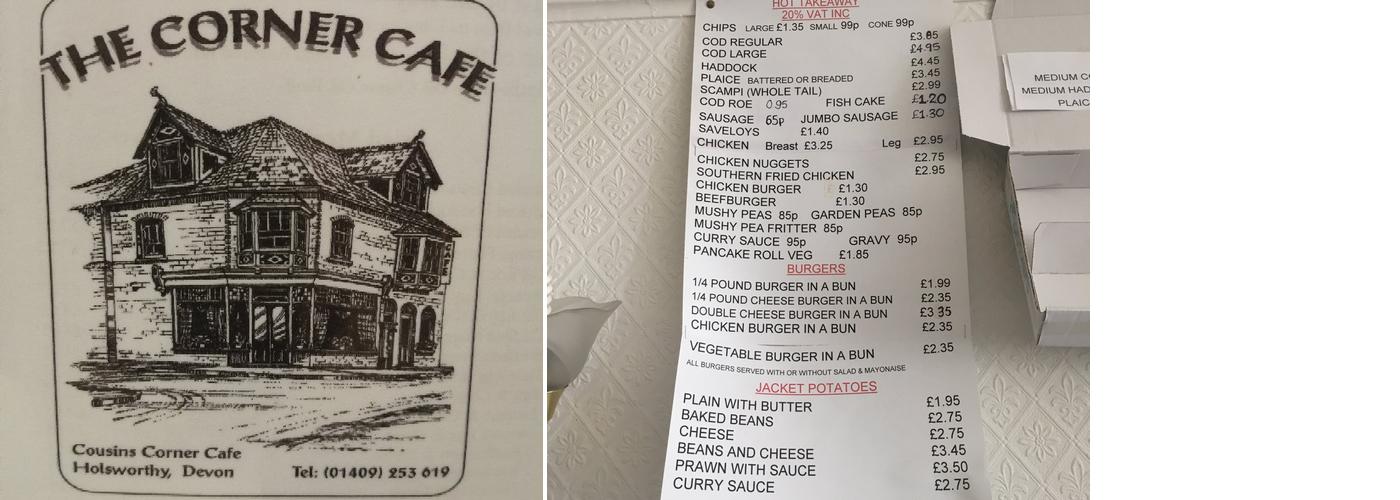 THE CORNER CAFE
Cousins Corner Cafe
Holsworthy, Devon Tel: (01409) 253 619
HOT TAKEAWAY
20% VAT INC
CHIPS LARGE £1.35 SMALL 99p CONE 99p
COD REGULAR £3.85
COD LARGE £4.95
HADDOCK £4.45
PLAICE BATTERED OR BREADED £3.45
SCAMPI (WHOLE TAIL) £2.99
COD ROE 0.95 FISH CAKE £1.20
SAUSAGE 65p JUMBO SAUSAGE £1.30
SAVELOYS £1.40
CHICKEN Breast £3.25 Leg £2.95
CHICKEN NUGGETS £2.75
SOUTHERN FRIED CHICKEN £2.95
CHICKEN BURGER £1.30
BEEFBURGER £1.30
MUSHY PEAS 85p GARDEN PEAS 85p
MUSHY PEA FRITTER 85p
CURRY SAUCE 95p GRAVY 95p
PANCAKE ROLL VEG £1.85
BURGERS
1/4 POUND BURGER IN A BUN £1.99
1/4 POUND CHEESE BURGER IN A BUN £2.35
DOUBLE CHEESE BURGER IN A BUN £3.35
CHICKEN BURGER IN A BUN £2.35
VEGETABLE BURGER IN A BUN £2.35
ALL BURGERS SERVED WITH OR WITHOUT SALAD & MAYONAISE
JACKET POTATOES
PLAIN WITH BUTTER £1.95
BAKED BEANS £2.75
CHEESE £2.75
BEANS AND CHEESE £3.45
PRAWN WITH SAUCE £3.50
CURRY SAUCE £2.75
MEDIUM
MEDIUM HAD
PLAIC